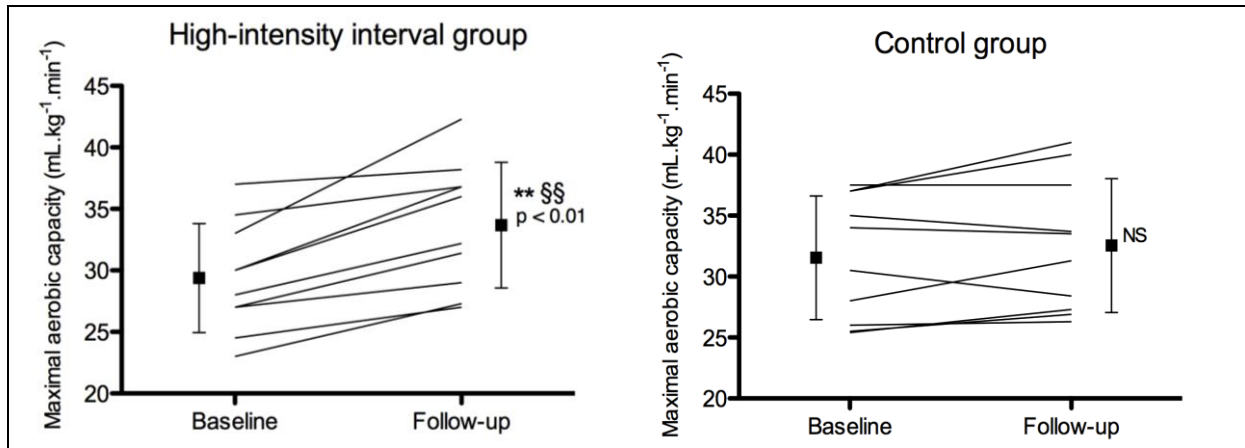 High-intensity interval group
Maximal aerobic capacity (mL.kg⁻¹.min⁻¹)
45
40
35
30
25
20
** §§
p < 0.01
Baseline
Follow-up
Control group
Maximal aerobic capacity (mL.kg⁻¹.min⁻¹)
45
40
35
30
25
20
NS
Baseline
Follow-up